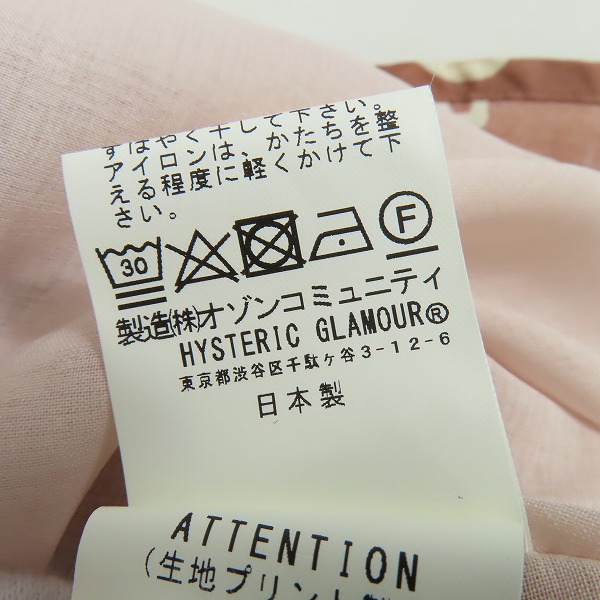 すばやく干して下さい。
アイロンは、かたちを整
える程度に軽くかけて下
さい。
30
F
製造(株)オゾンコミュニティ
HYSTERIC GLAMOUR®
東京都渋谷区千駄ヶ谷3-12-6
日本製
ATTENTION
(生地プリント製